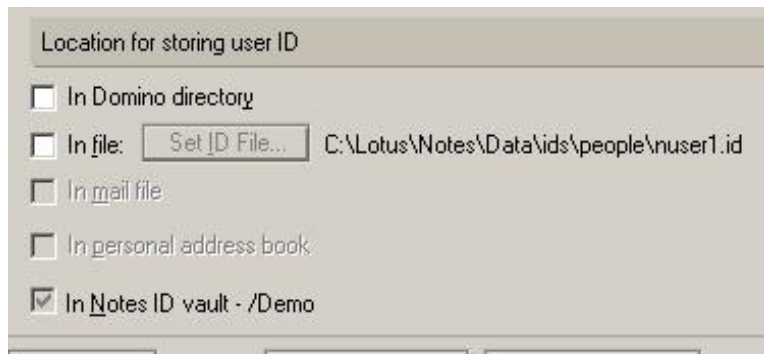 Location for storing user ID
In Domino directory
In file: Set ID File... C:\Lotus\Notes\Data\ids\people\nuser1.id
In mail file
In personal address book
In Notes ID vault - /Demo